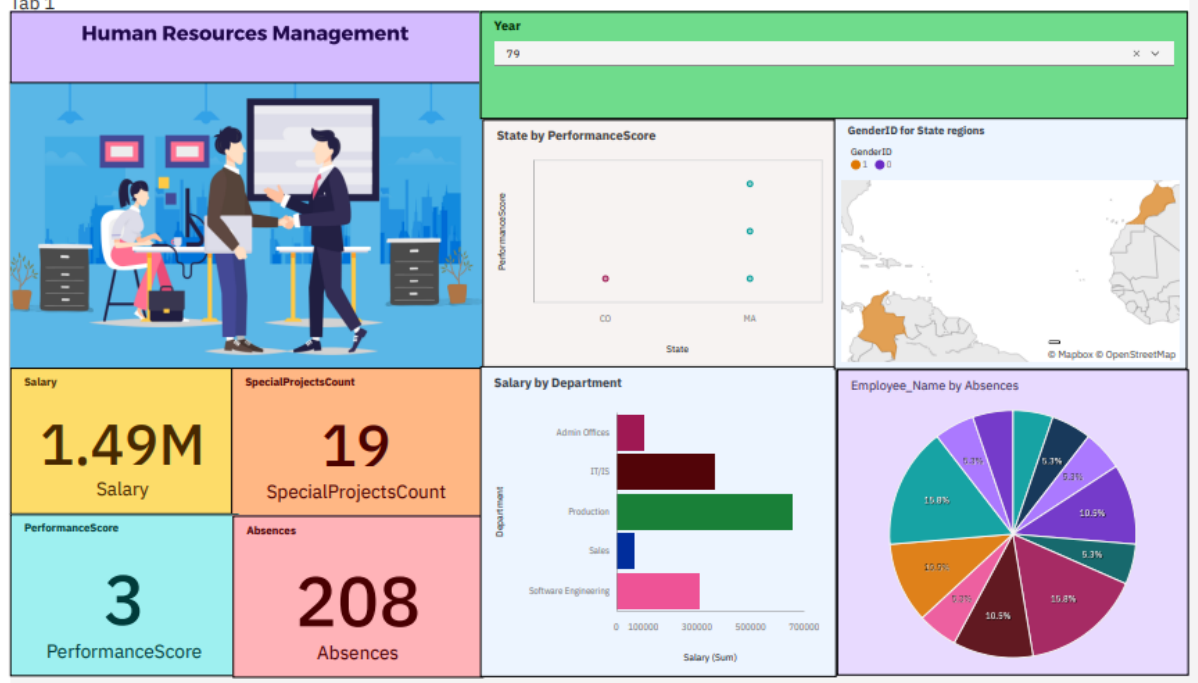 Tab 1
Human Resources Management
Year
79
State by PerformanceScore
PerformanceScore
CO
MA
State
GenderID for State regions
GenderID
1
0
© Mapbox © OpenStreetMap
Salary
1.49M
Salary
SpecialProjectsCount
19
SpecialProjectsCount
PerformanceScore
3
PerformanceScore
Absences
208
Absences
Salary by Department
Department
Admin Offices
IT/IS
Production
Sales
Software Engineering
0 100000 300000 500000 700000
Salary (Sum)
Employee_Name by Absences
5.3%
5.3%
10.5%
5.3%
15.8%
10.5%
5.3%
10.5%
15.8%
5.3%